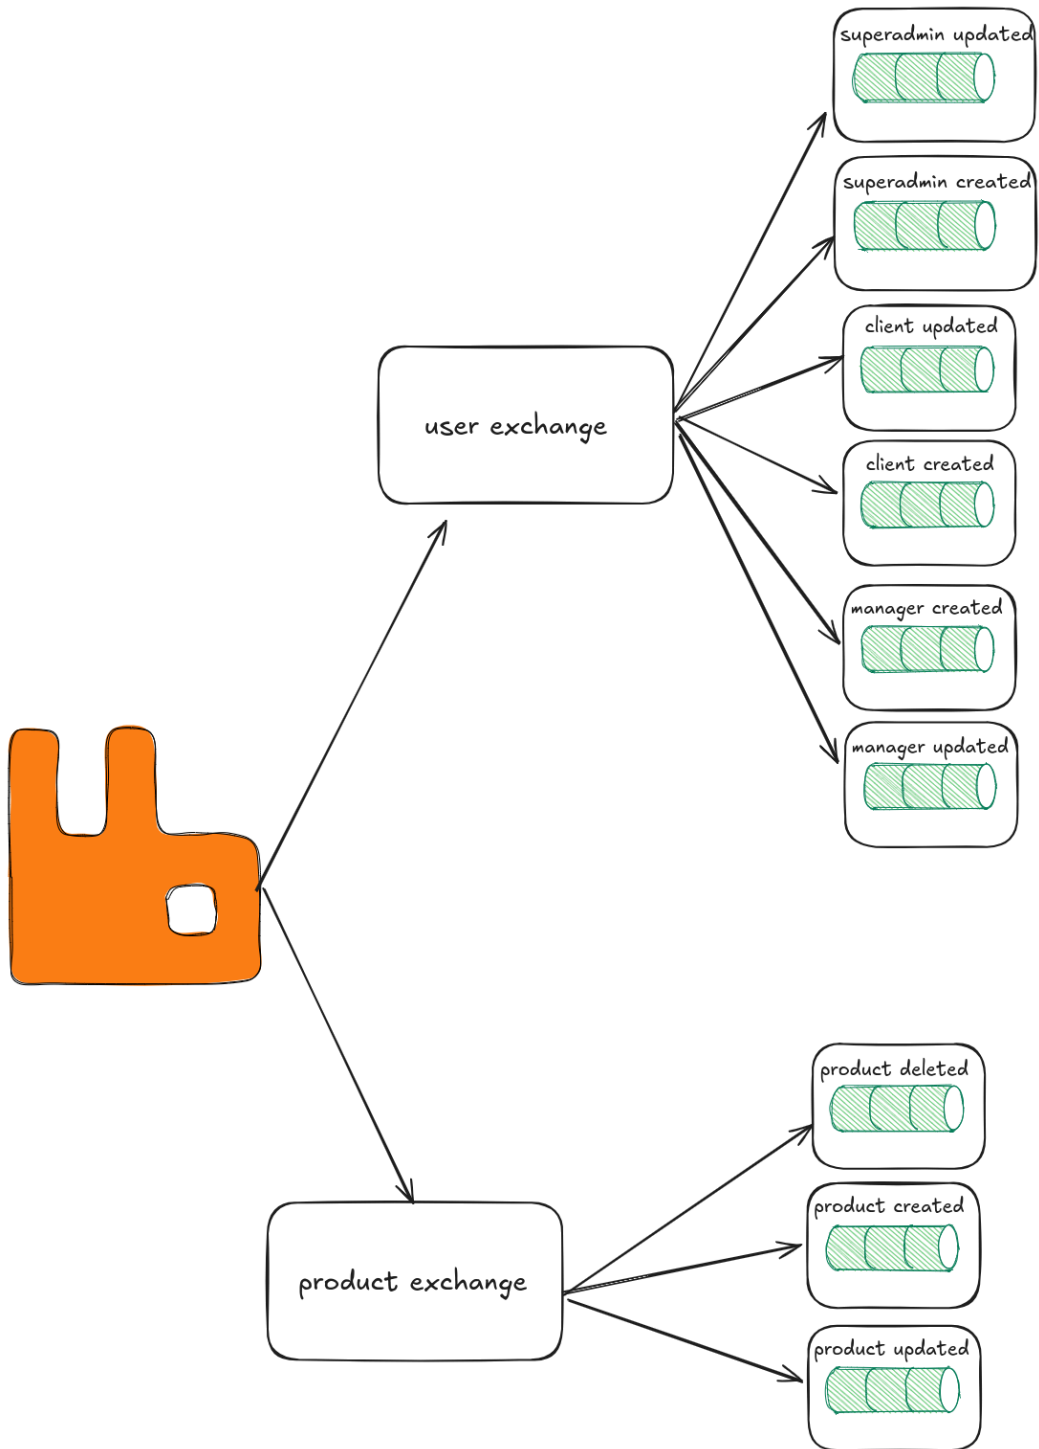 superadmin updated
superadmin created
client updated
user exchange
client created
manager created
manager updated
product deleted
product created
product exchange
product updated